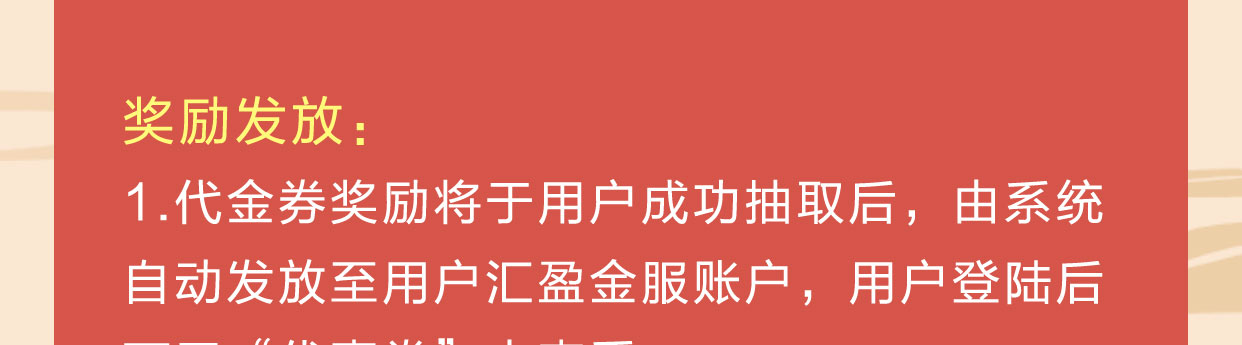 奖励发放：
1.代金券奖励将于用户成功抽取后，由系统
自动发放至用户汇盈金服账户，用户登陆后